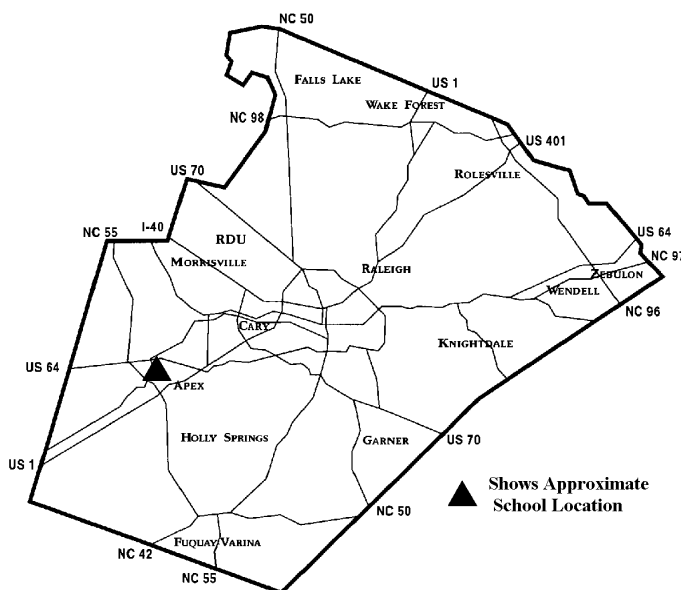 NC 50
FALLS LAKE
US 1
WAKE FOREST
NC 98
US 401
US 70
ROLESVILLE
I-40
NC 55
RDU
US 64
MORRISVILLE
RALEIGH
NC 97
ZEBULON
WENDELL
NC 96
CARY
KNIGHTDALE
US 64
APEX
HOLLY SPRINGS
GARNER
US 70
US 1
Shows Approximate
School Location
NC 50
FUQUAY-VARINA
NC 42
NC 55